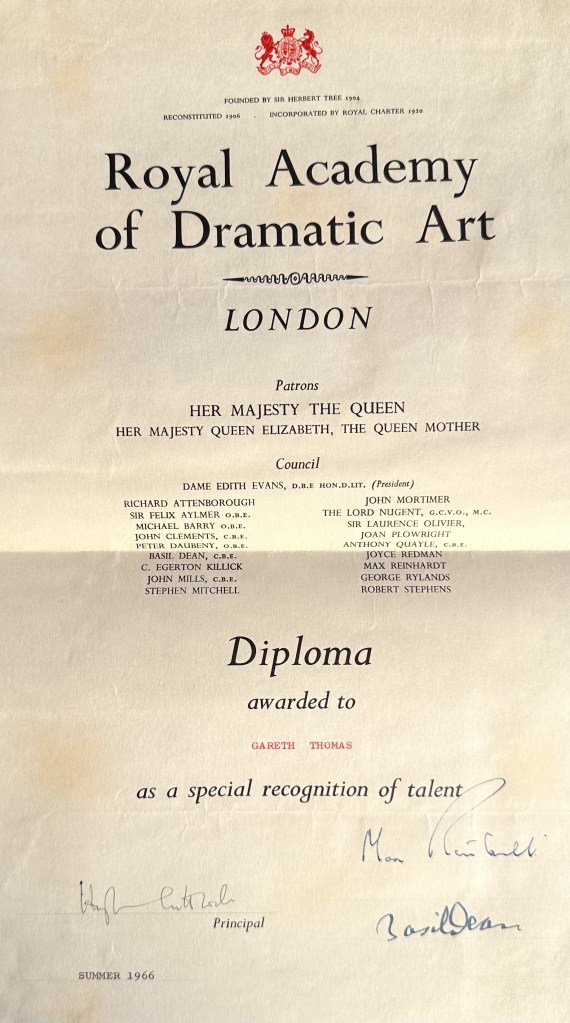 FOUNDED BY SIR HERBERT TREE 1904
RECONSTITUTED 1906 . INCORPORATED BY ROYAL CHARTER 1920
Royal Academy
of Dramatic Art
LONDON
Patrons
HER MAJESTY THE QUEEN
HER MAJESTY QUEEN ELIZABETH, THE QUEEN MOTHER
Council
DAME EDITH EVANS, D.B.E HON.D.LIT. (President)
RICHARD ATTENBOROUGH
SIR FELIX AYLMER O.B.E.
MICHAEL BARRY O.B.E.
JOHN CLEMENTS, C.B.E.
PETER DAUBENY, O.B.E.
BASIL DEAN, C.B.E.
C. EGERTON KILLICK
JOHN MILLS, C.B.E.
STEPHEN MITCHELL
JOHN MORTIMER
THE LORD NUGENT, G.C.V.O., M.C.
SIR LAURENCE OLIVIER,
JOAN PLOWRIGHT
ANTHONY QUAYLE, C.B.E.
JOYCE REDMAN
MAX REINHARDT
GEORGE RYLANDS
ROBERT STEPHENS
Diploma
awarded to
GARETH THOMAS
as a special recognition of talent
Max Reinhardt
Principal
Basil Dean
SUMMER 1966